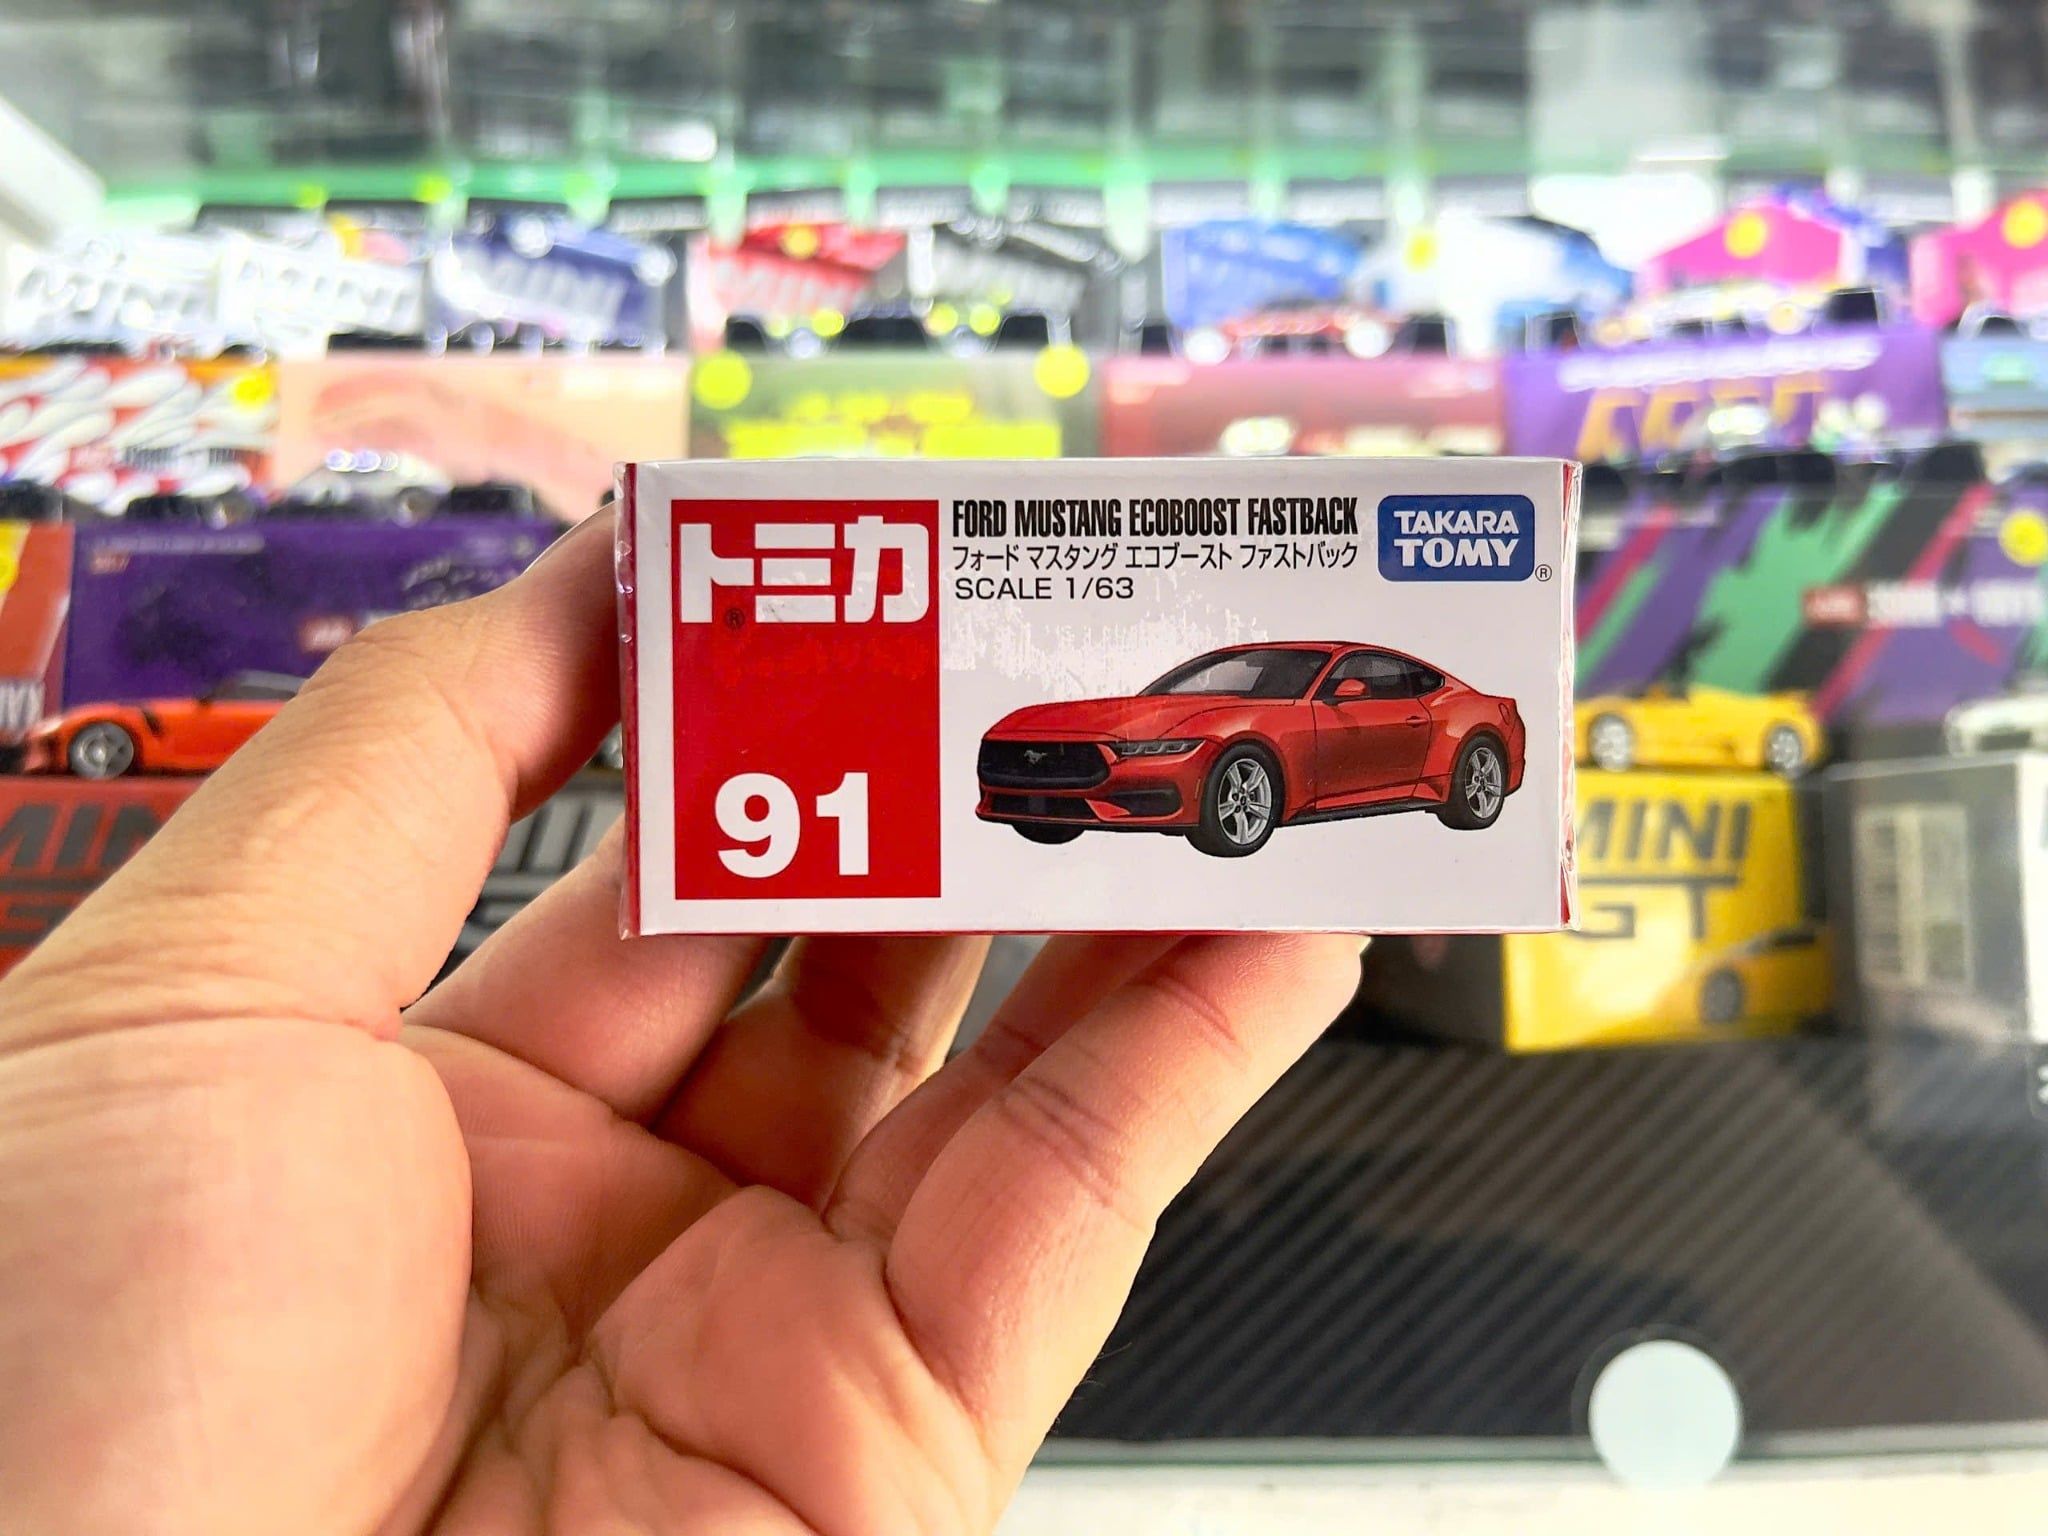 トミカ
®
91
FORD MUSTANG ECOBOOST FASTBACK
フォード マスタング エコブースト ファストバック
SCALE 1/63
TAKARA
TOMY
®
MINI
GT